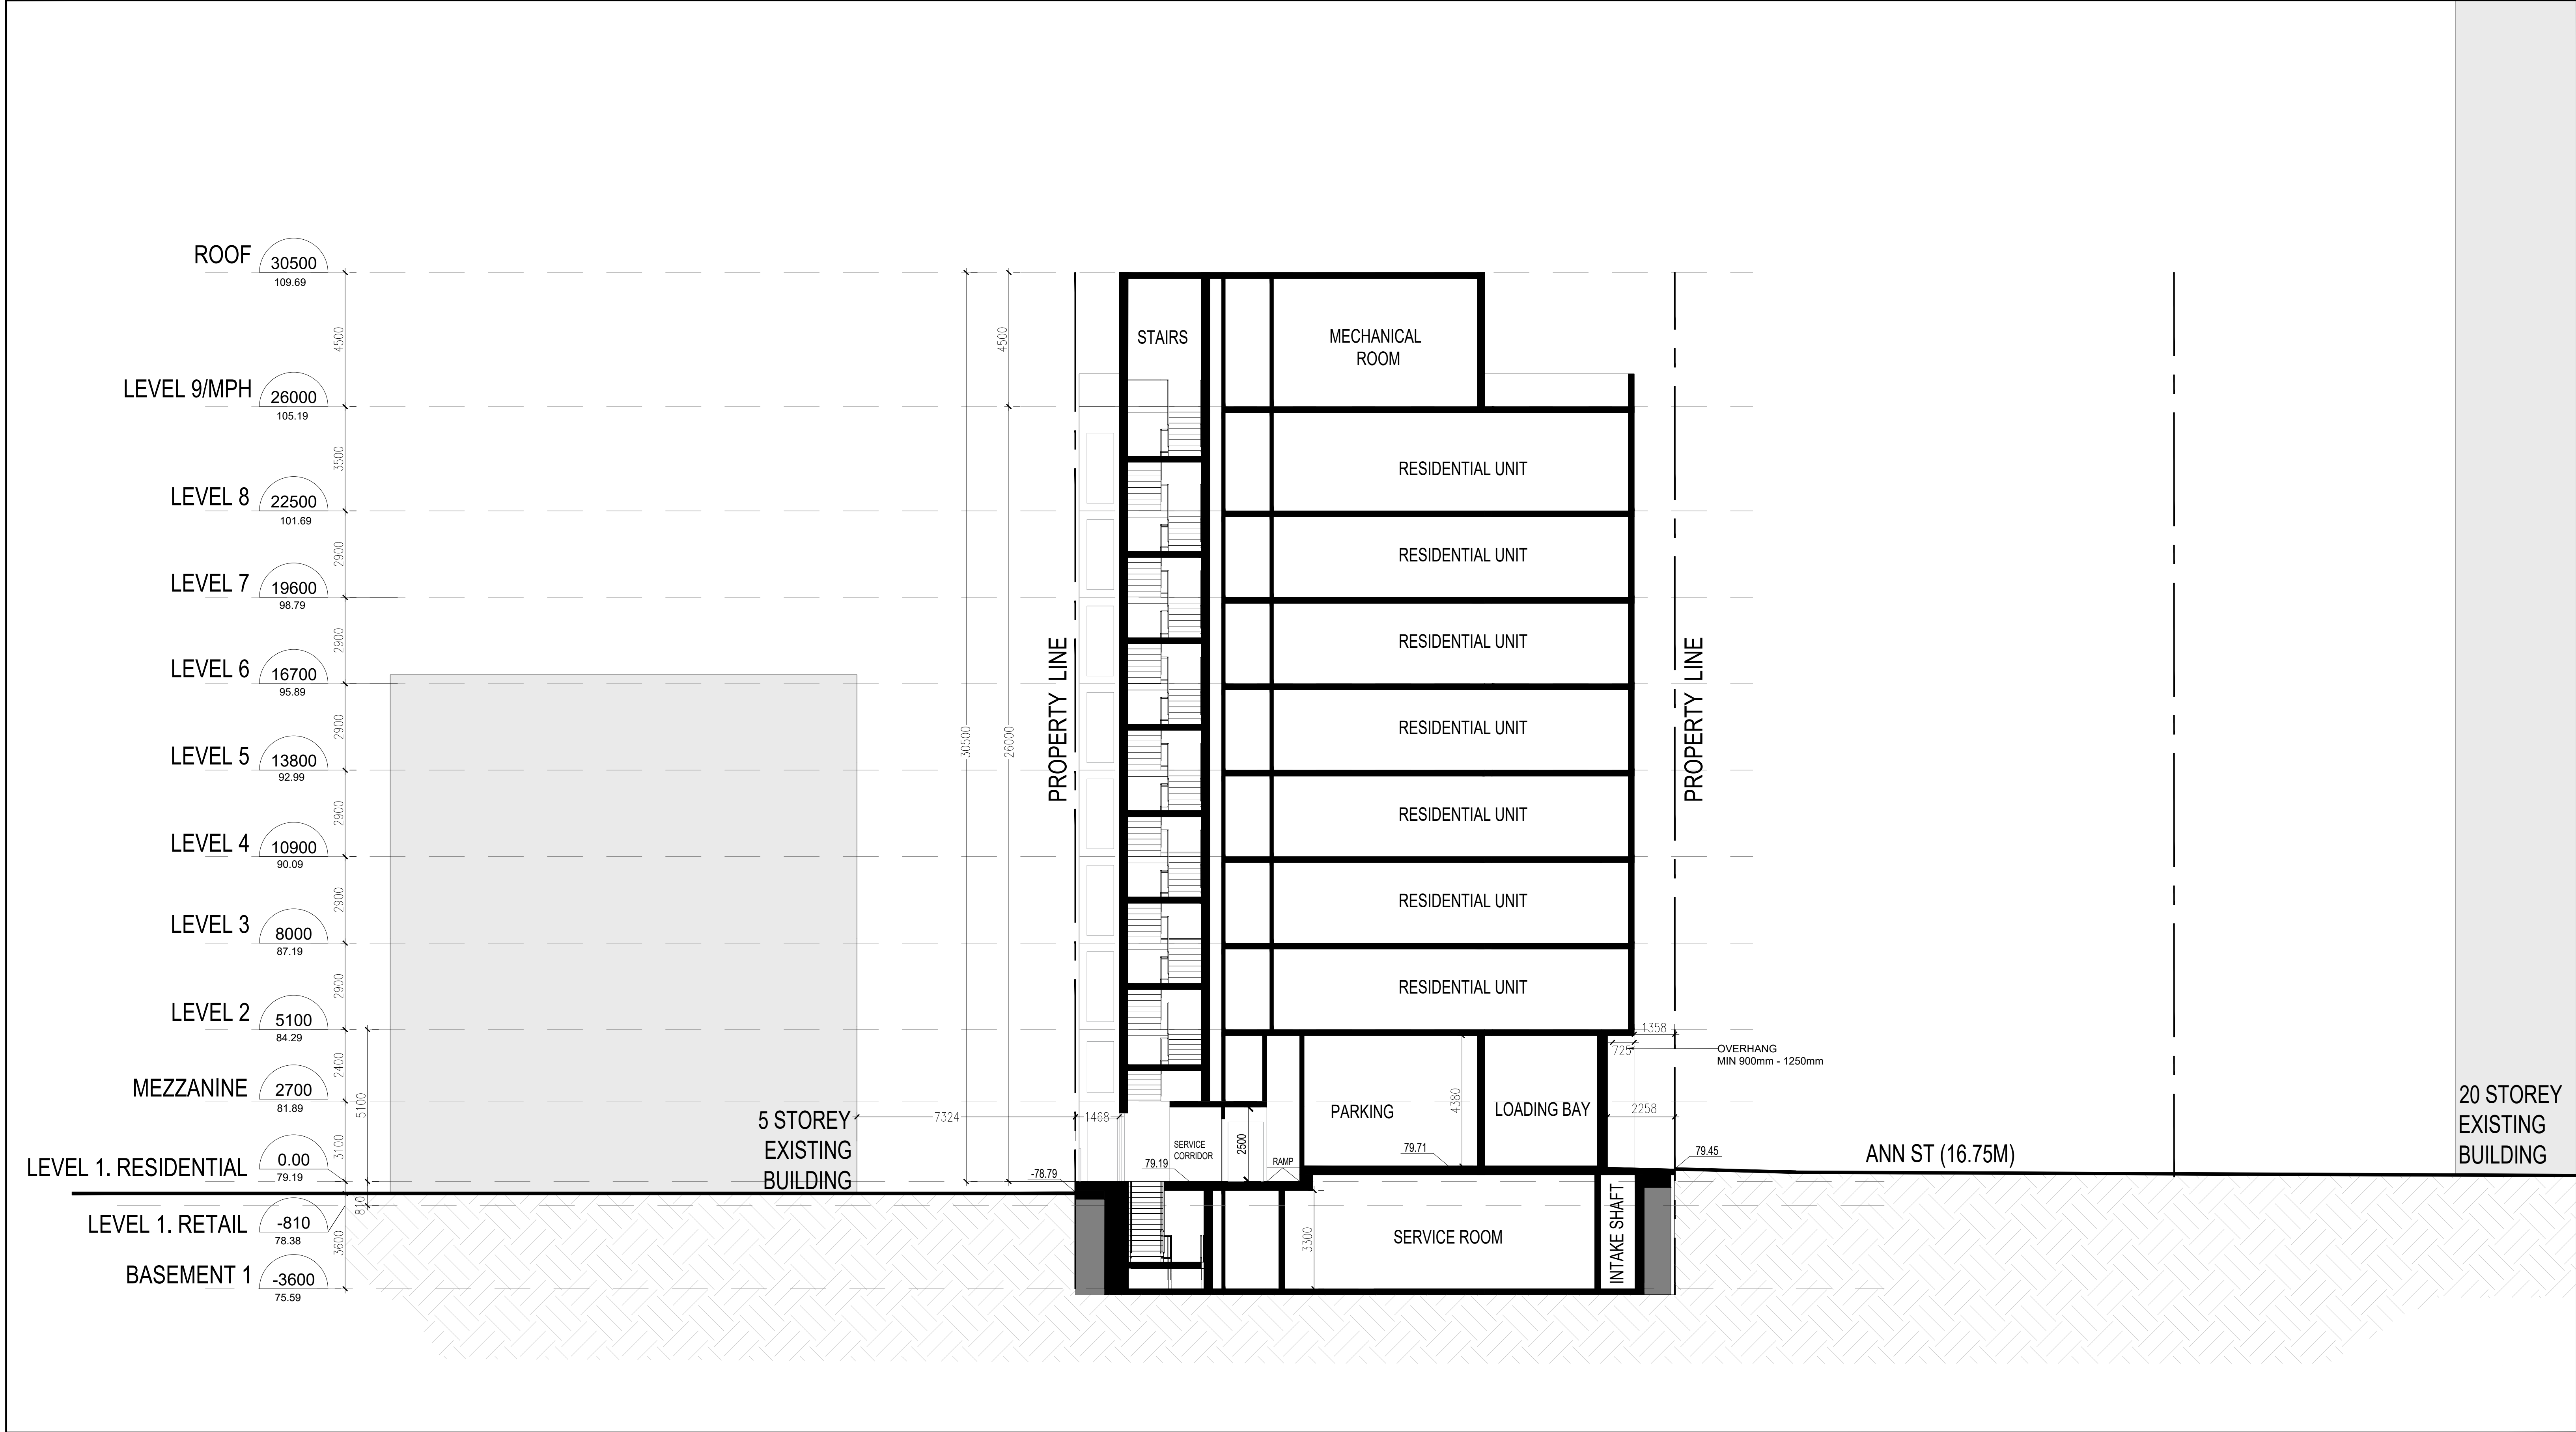 ROOF
30500
109.69
4500
LEVEL 9/MPH
26000
105.19
3500
LEVEL 8
22500
101.69
2900
LEVEL 7
19600
98.79
2900
LEVEL 6
16700
95.89
2900
LEVEL 5
13800
92.99
2900
LEVEL 4
10900
90.09
2900
LEVEL 3
8000
87.19
2900
LEVEL 2
5100
84.29
2400
MEZZANINE
2700
81.89
5100
3100
LEVEL 1. RESIDENTIAL
0.00
79.19
810
LEVEL 1. RETAIL
-810
78.38
3600
BASEMENT 1
-3600
75.59
5 STOREY
EXISTING
BUILDING
7324
1468
30500
4500
26000
PROPERTY LINE
STAIRS
MECHANICAL
ROOM
RESIDENTIAL UNIT
RESIDENTIAL UNIT
RESIDENTIAL UNIT
RESIDENTIAL UNIT
RESIDENTIAL UNIT
RESIDENTIAL UNIT
RESIDENTIAL UNIT
PROPERTY LINE
1358
725
OVERHANG
MIN 900mm - 1250mm
PARKING
4380
LOADING BAY
2258
SERVICE
CORRIDOR
2500
RAMP
79.19
79.71
79.45
-78.79
3300
SERVICE ROOM
INTAKE SHAFT
ANN ST (16.75M)
20 STOREY
EXISTING
BUILDING